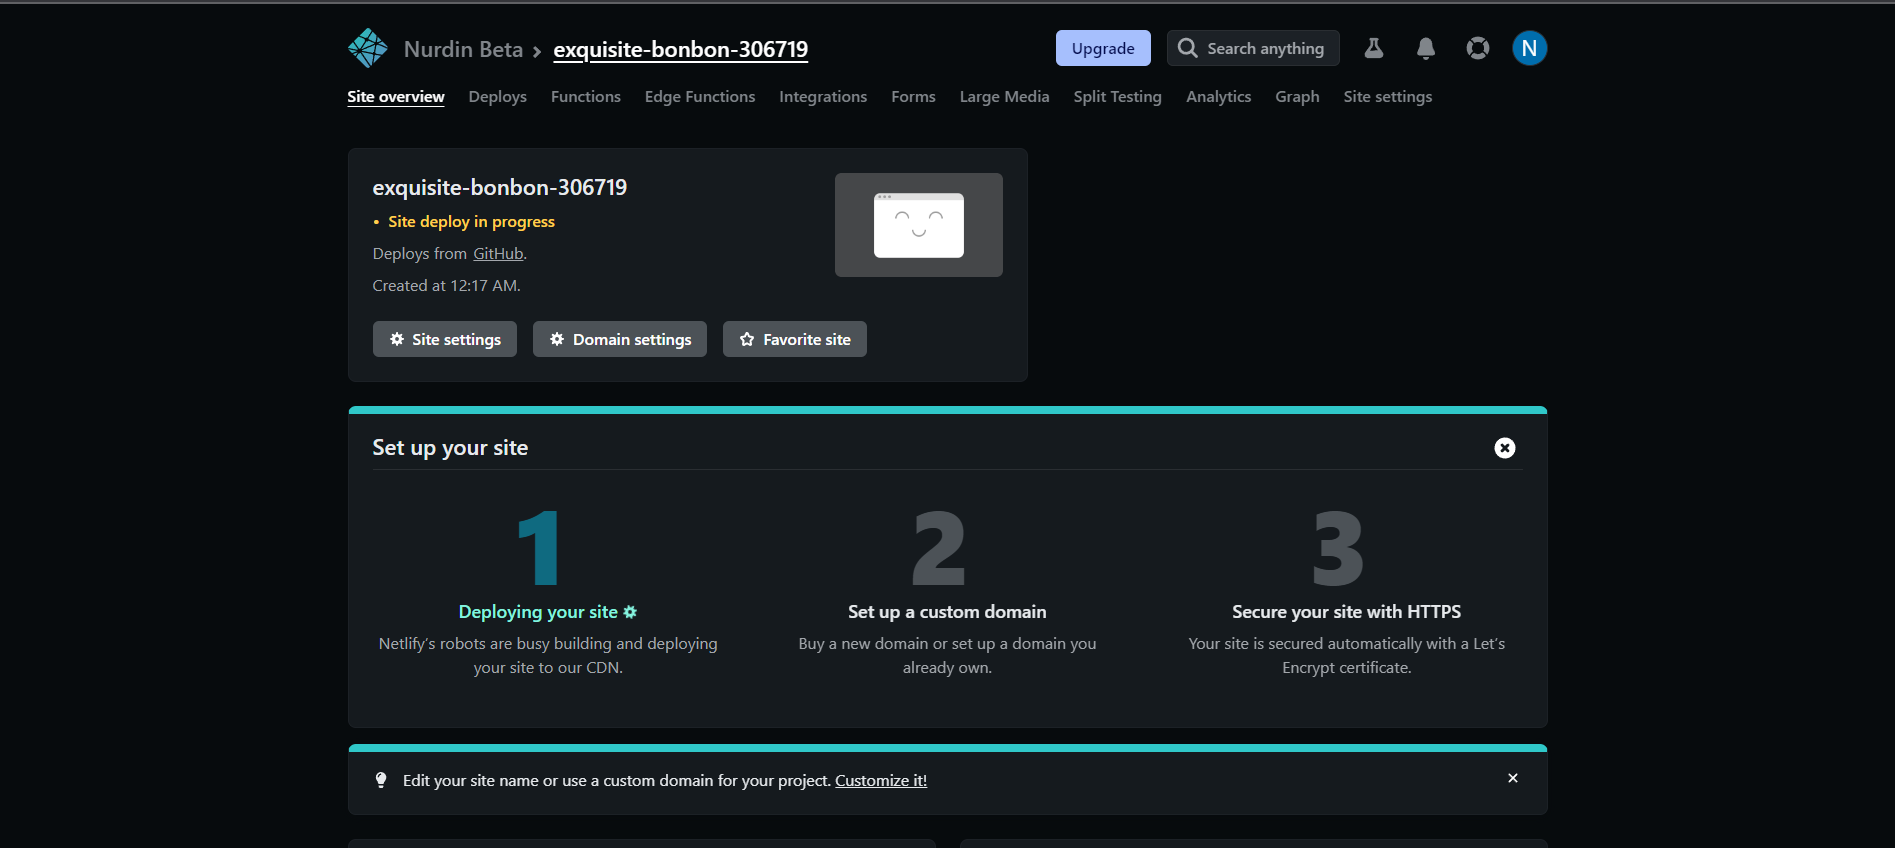 Nurdin Beta > exquisite-bonbon-306719
Upgrade
Search anything
N
Site overview Deploys Functions Edge Functions Integrations Forms Large Media Split Testing Analytics Graph Site settings
exquisite-bonbon-306719
• Site deploy in progress
Deploys from GitHub.
Created at 12:17 AM.
Site settings
Domain settings
Favorite site
Set up your site
1
Deploying your site
Netlify’s robots are busy building and deploying
your site to our CDN.
2
Set up a custom domain
Buy a new domain or set up a domain you
already own.
3
Secure your site with HTTPS
Your site is secured automatically with a Let’s
Encrypt certificate.
Edit your site name or use a custom domain for your project. Customize it!